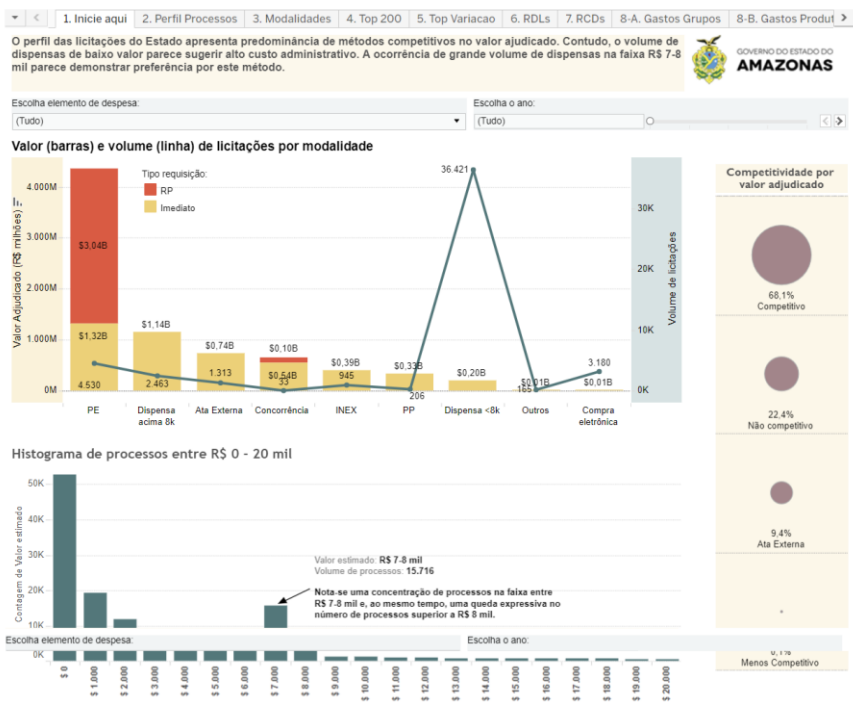 1. Inicie aqui 2. Perfil Processos 3. Modalidades 4. Top 200 5. Top Variacao 6. RDLs 7. RCDs 8-A. Gastos Grupos 8-B. Gastos Produt
O perfil das licitações do Estado apresenta predominância de métodos competitivos no valor ajudicado. Contudo, o volume de
dispensas de baixo valor parece sugerir alto custo administrativo. A ocorrência de grande volume de dispensas na faixa R$ 7-8
mil parece demonstrar preferência por este método.
GOVERNO DO ESTADO DO
AMAZONAS
Escolha elemento de despesa: Escolha o ano:
(Tudo) (Tudo)
Valor (barras) e volume (linha) de licitações por modalidade
Tipo requisição:
RP
Imediato
Valor Adjudicado (R$ milhões)
4.000M
3.000M
2.000M
1.000M
0M
$3,04B
$1,32B
4.530
$1,14B
2.463
$0,74B
1.313
$0,10B
$0,54B
33
$0,39B
945
$0,33B
206
36.421
$0,20B
$0,01B
165
3.180
$0,01B
30K
20K
10K
0K
Volume de licitações
PE Dispensa acima 8k Ata Externa Concorrência INEX PP Dispensa <8k Outros Compra eletrônica
Competitividade por
valor adjudicado
68,1%
Competitivo
22,4%
Não competitivo
9,4%
Ata Externa
0,1%
Menos Competitivo
Histograma de processos entre R$ 0 - 20 mil
Contagem de Valor estimado
50K
40K
30K
20K
10K
0K
Valor estimado: R$ 7-8 mil
Volume de processos: 15.716
Nota-se uma concentração de processos na faixa entre
R$ 7-8 mil e, ao mesmo tempo, uma queda expressiva no
número de processos superior a R$ 8 mil.
Escolha elemento de despesa: Escolha o ano:
$ 0 $ 1.000 $ 2.000 $ 3.000 $ 4.000 $ 5.000 $ 6.000 $ 7.000 $ 8.000 $ 9.000 $ 10.000 $ 11.000 $ 12.000 $ 13.000 $ 14.000 $ 15.000 $ 16.000 $ 17.000 $ 18.000 $ 19.000 $ 20.000